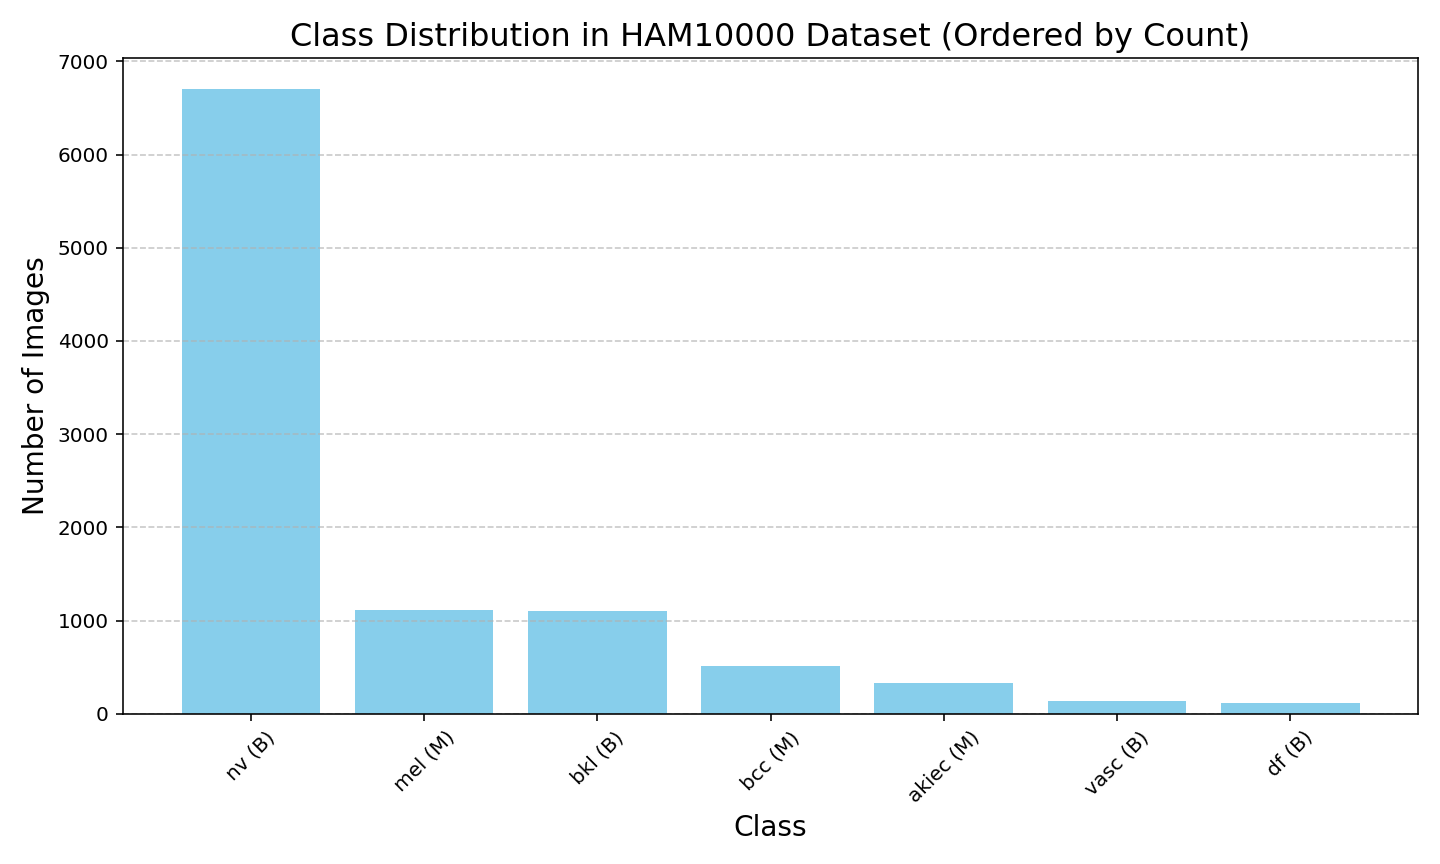 Class Distribution in HAM10000 Dataset (Ordered by Count)
Number of Images
7000
6000
5000
4000
3000
2000
1000
0
nv (B)
mel (M)
bkl (B)
bcc (M)
akiec (M)
vasc (B)
df (B)
Class